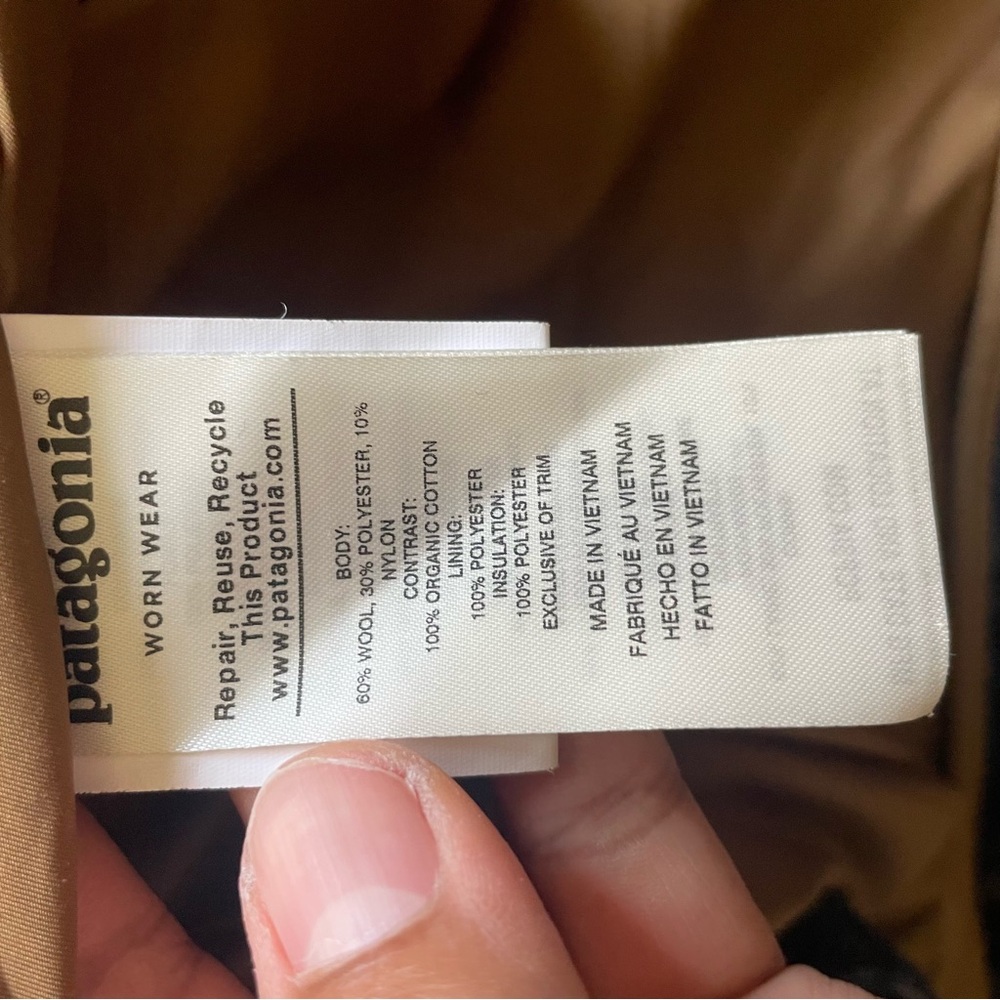 patagonia®
WORN WEAR
Repair, Reuse, Recycle
This Product
www.patagonia.com
BODY:
60% WOOL, 30% POLYESTER, 10%
NYLON
CONTRAST:
100% ORGANIC COTTON
LINING:
100% POLYESTER
INSULATION:
100% POLYESTER
EXCLUSIVE OF TRIM
MADE IN VIETNAM
FABRIQUÉ AU VIETNAM
HECHO EN VIETNAM
FATTO IN VIETNAM